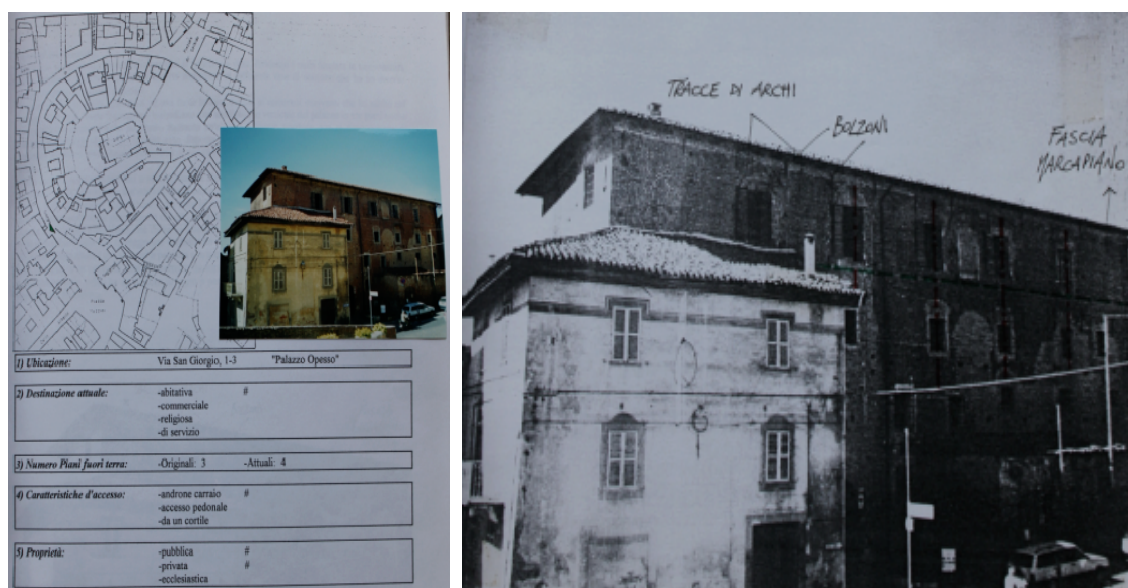 1) Ubicazione: Via San Giorgio, 1-3 "Palazzo Opesso"
2) Destinazione attuale: -abitativa #
-commerciale
-religiosa
-di servizio
3) Numero Piani fuori terra: -Originali: 3 -Attuali: 4
4) Caratteristiche d'accesso: -androne carraio #
-accesso pedonale
-da un cortile
5) Proprietà: -pubblica #
-privata #
-ecclesiastica
TRACCE DI ARCHI
BOLZONI
FASCIA
MARCAPIANO